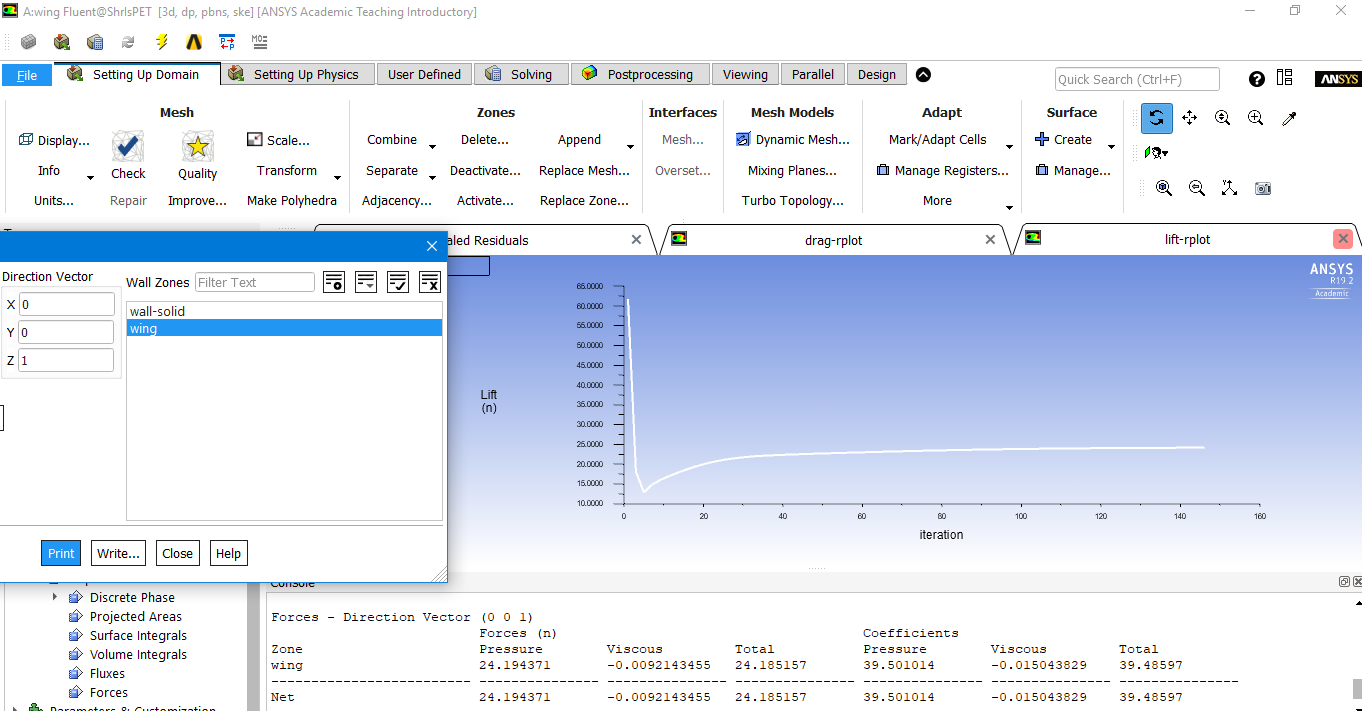 A:wing Fluent@ShrIsPET [3d, dp, pbns, ske] [ANSYS Academic Teaching Introductory]
File Setting Up Domain Setting Up Physics User Defined Solving Postprocessing Viewing Parallel Design Quick Search (Ctrl+F) ANSYS
Mesh Zones Interfaces Mesh Models Adapt Surface
Display... Scale... Combine Delete... Append Mesh... Dynamic Mesh... Mark/Adapt Cells Create
Info Check Quality Transform Separate Deactivate... Replace Mesh... Overset... Mixing Planes... Manage Registers... Manage...
Units... Repair Improve... Make Polyhedra Adjacency... Activate... Replace Zone... Turbo Topology... More
aled Residuals drag-rplot lift-rplot
Direction Vector
Wall Zones Filter Text
X 0
Y 0
Z 1
wall-solid
wing
Print Write... Close Help
ANSYS
R19.2
Academic
65.0000
60.0000
55.0000
50.0000
45.0000
40.0000
35.0000
30.0000
25.0000
20.0000
15.0000
10.0000
Lift
(n)
0 20 40 60 80 100 120 140 160
iteration
Discrete Phase
Projected Areas
Surface Integrals
Volume Integrals
Fluxes
Forces
Parameters & Customization
Console
Forces - Direction Vector (0 0 1)
Forces (n) Coefficients
Zone Pressure Viscous Total Pressure Viscous Total
wing 24.194371 -0.0092143455 24.185157 39.501014 -0.015043829 39.48597
Net 24.194371 -0.0092143455 24.185157 39.501014 -0.015043829 39.48597